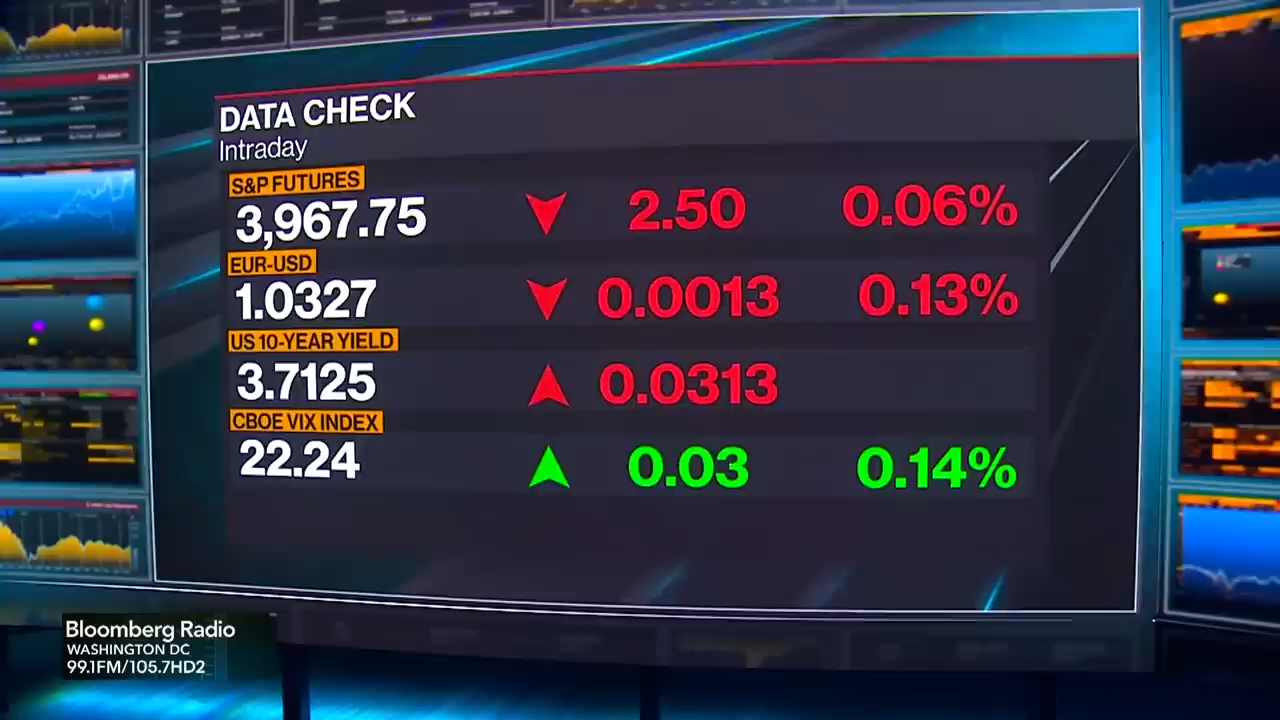 DATA CHECK
Intraday
S&P FUTURES
3,967.75 2.50 0.06%
EUR-USD
1.0327 0.0013 0.13%
US 10-YEAR YIELD
3.7125 0.0313
CBOE VIX INDEX
22.24 0.03 0.14%
Bloomberg Radio
WASHINGTON DC
99.1FM/105.7HD2